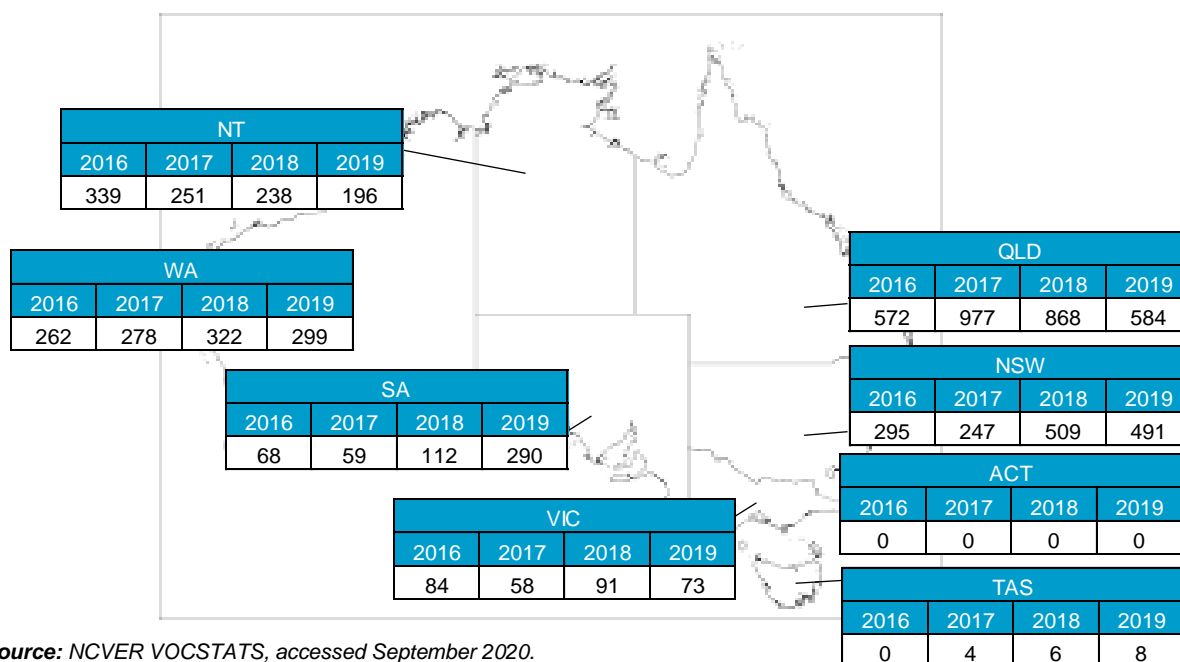 NT
2016 2017 2018 2019
339 251 238 196
WA
2016 2017 2018 2019
262 278 322 299
QLD
2016 2017 2018 2019
572 977 868 584
SA
2016 2017 2018 2019
68 59 112 290
NSW
2016 2017 2018 2019
295 247 509 491
ACT
2016 2017 2018 2019
0 0 0 0
VIC
2016 2017 2018 2019
84 58 91 73
TAS
2016 2017 2018 2019
0 4 6 8
ource: NCVER VOCSTATS, accessed September 2020.